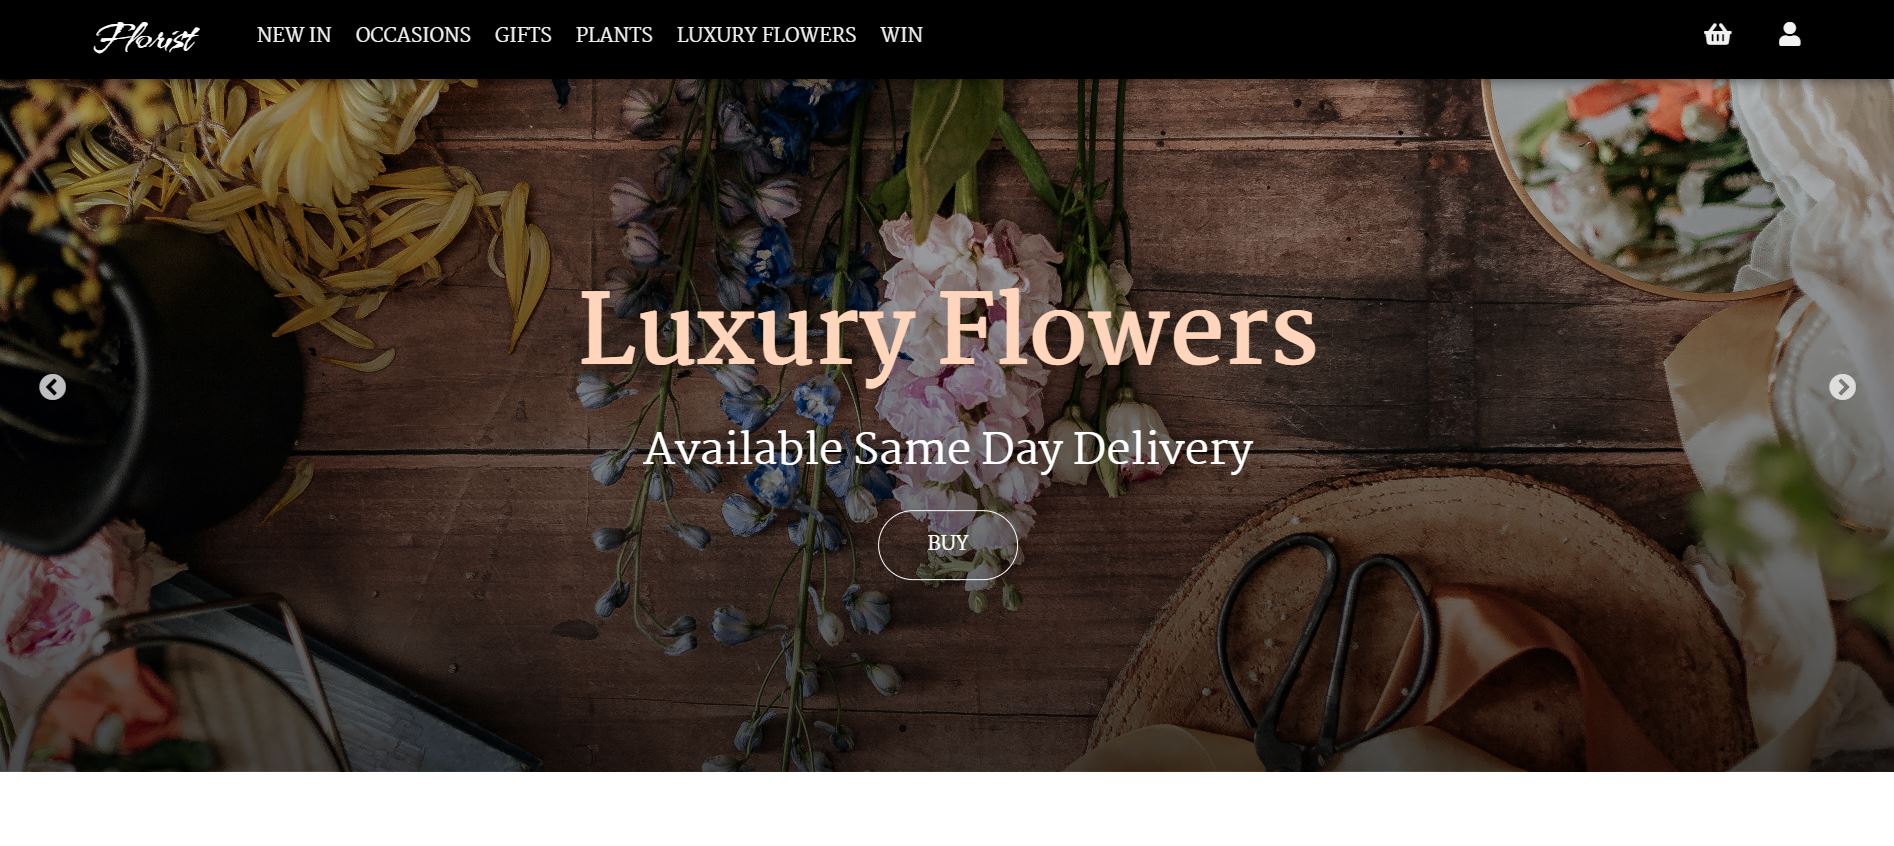 Florist
NEW IN OCCASIONS GIFTS PLANTS LUXURY FLOWERS WIN
Luxury Flowers
Available Same Day Delivery
BUY